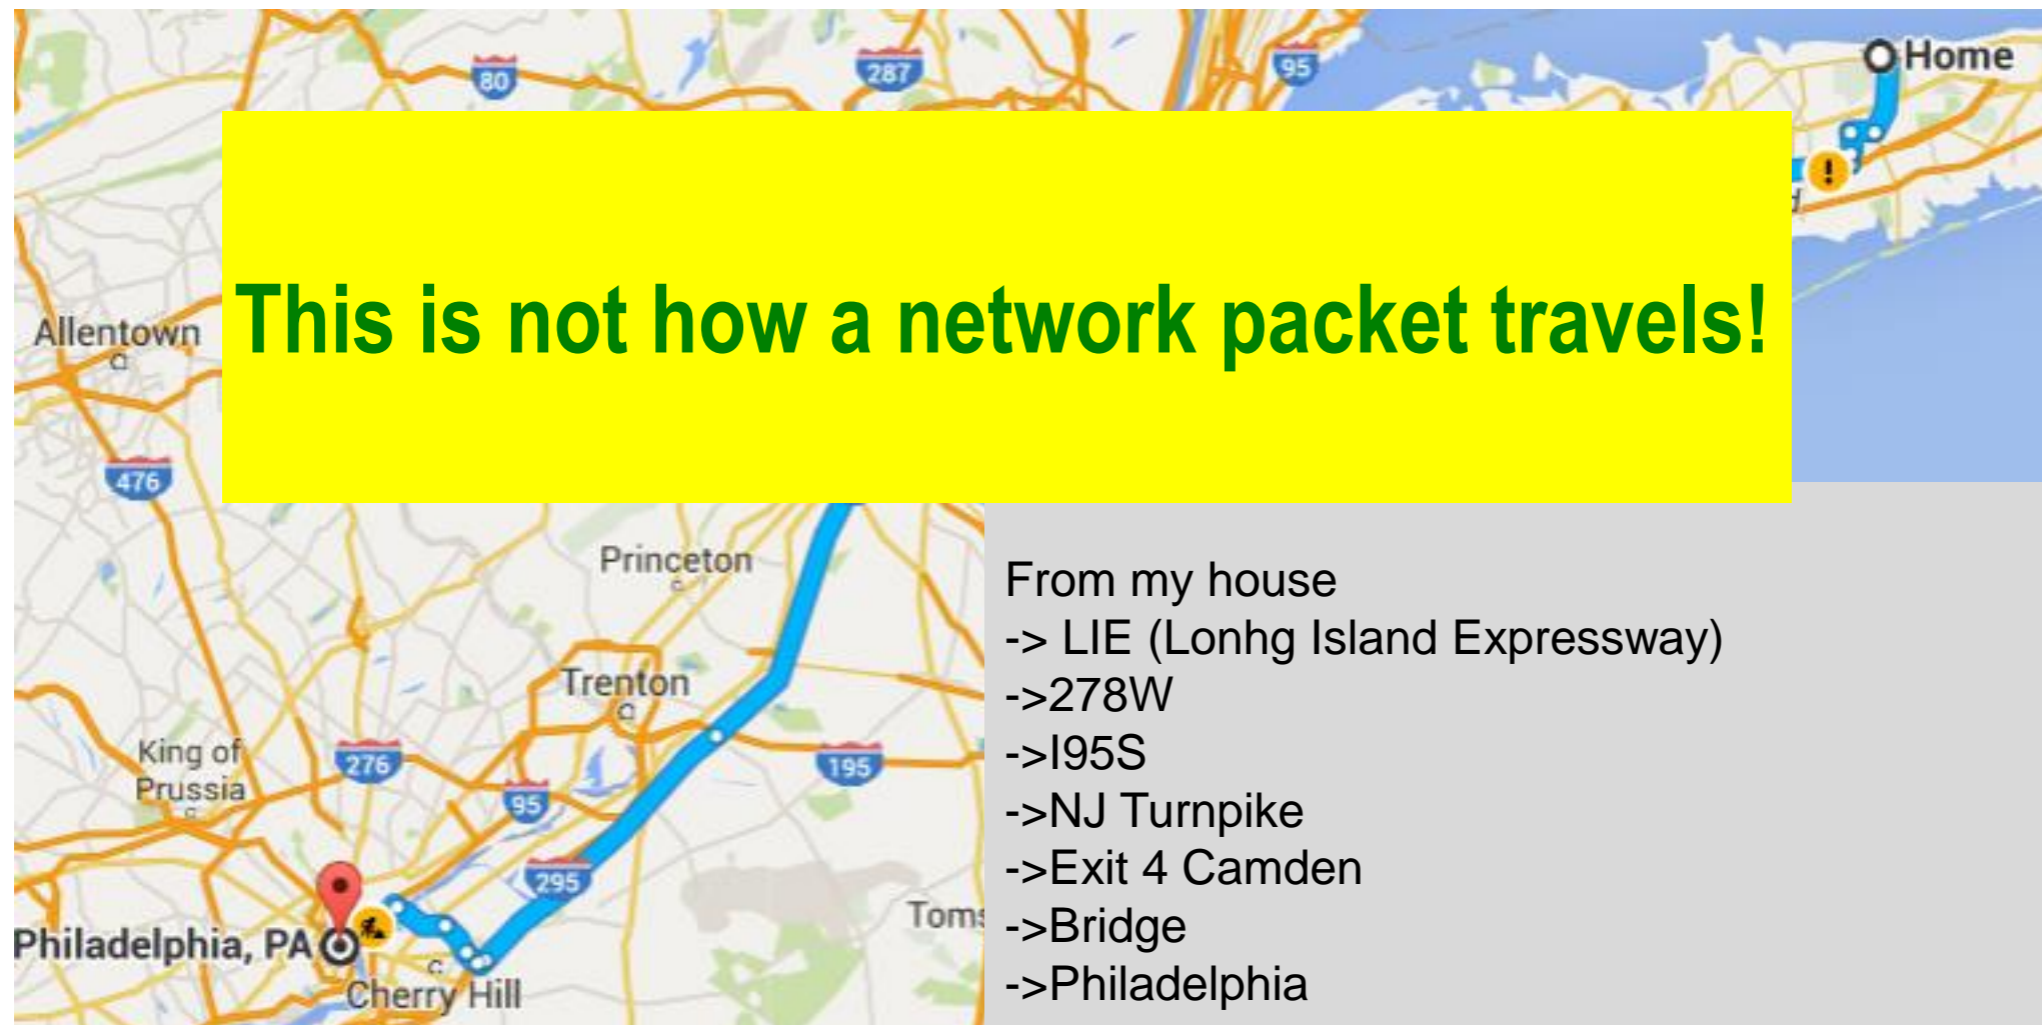 80
287
95
Home
This is not how a network packet travels!
Allentown
476
Princeton
From my house
-> LIE (Lonhg Island Expressway)
->278W
->I95S
->NJ Turnpike
->Exit 4 Camden
->Bridge
->Philadelphia
Trenton
King of
Prussia
276
195
95
295
Toms
Philadelphia, PA
Cherry Hill